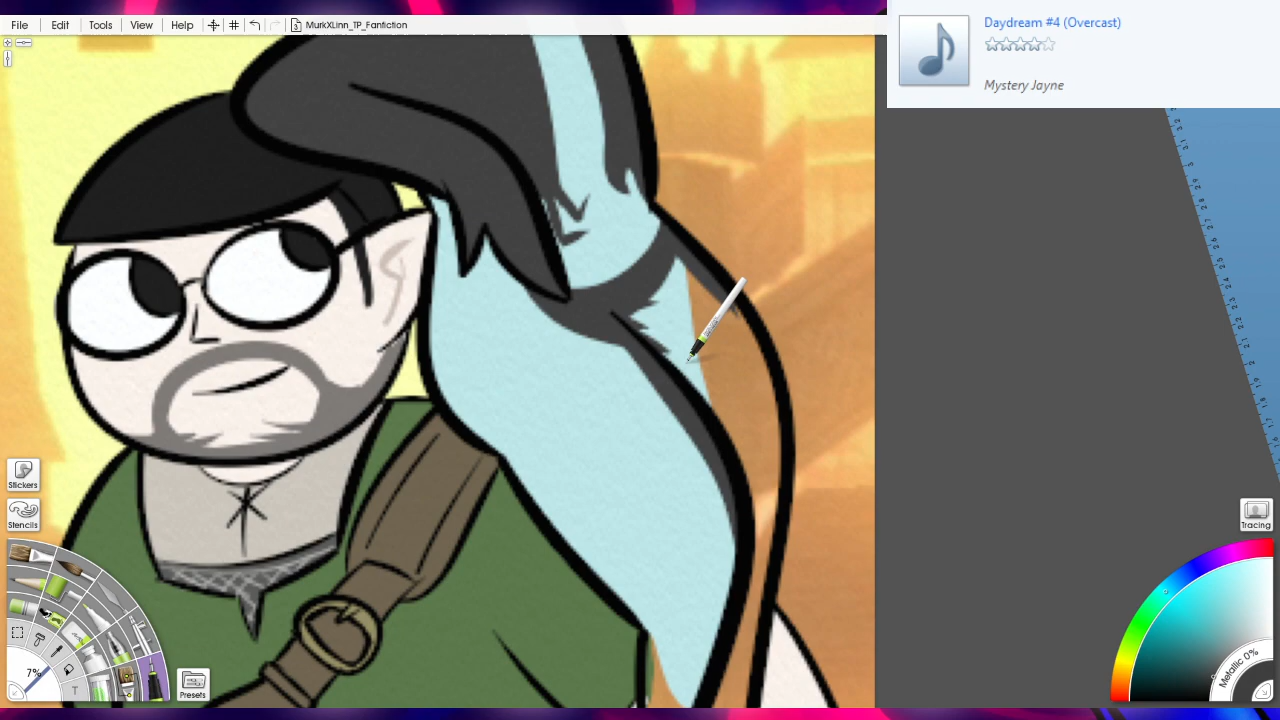 File Edit Tools View Help MurkXLinn_TP_Fanfiction
Daydream #4 (Overcast)
Mystery Jayne
Stickers
Stencils
Tracing
7%
T
Presets
Metallic 0%